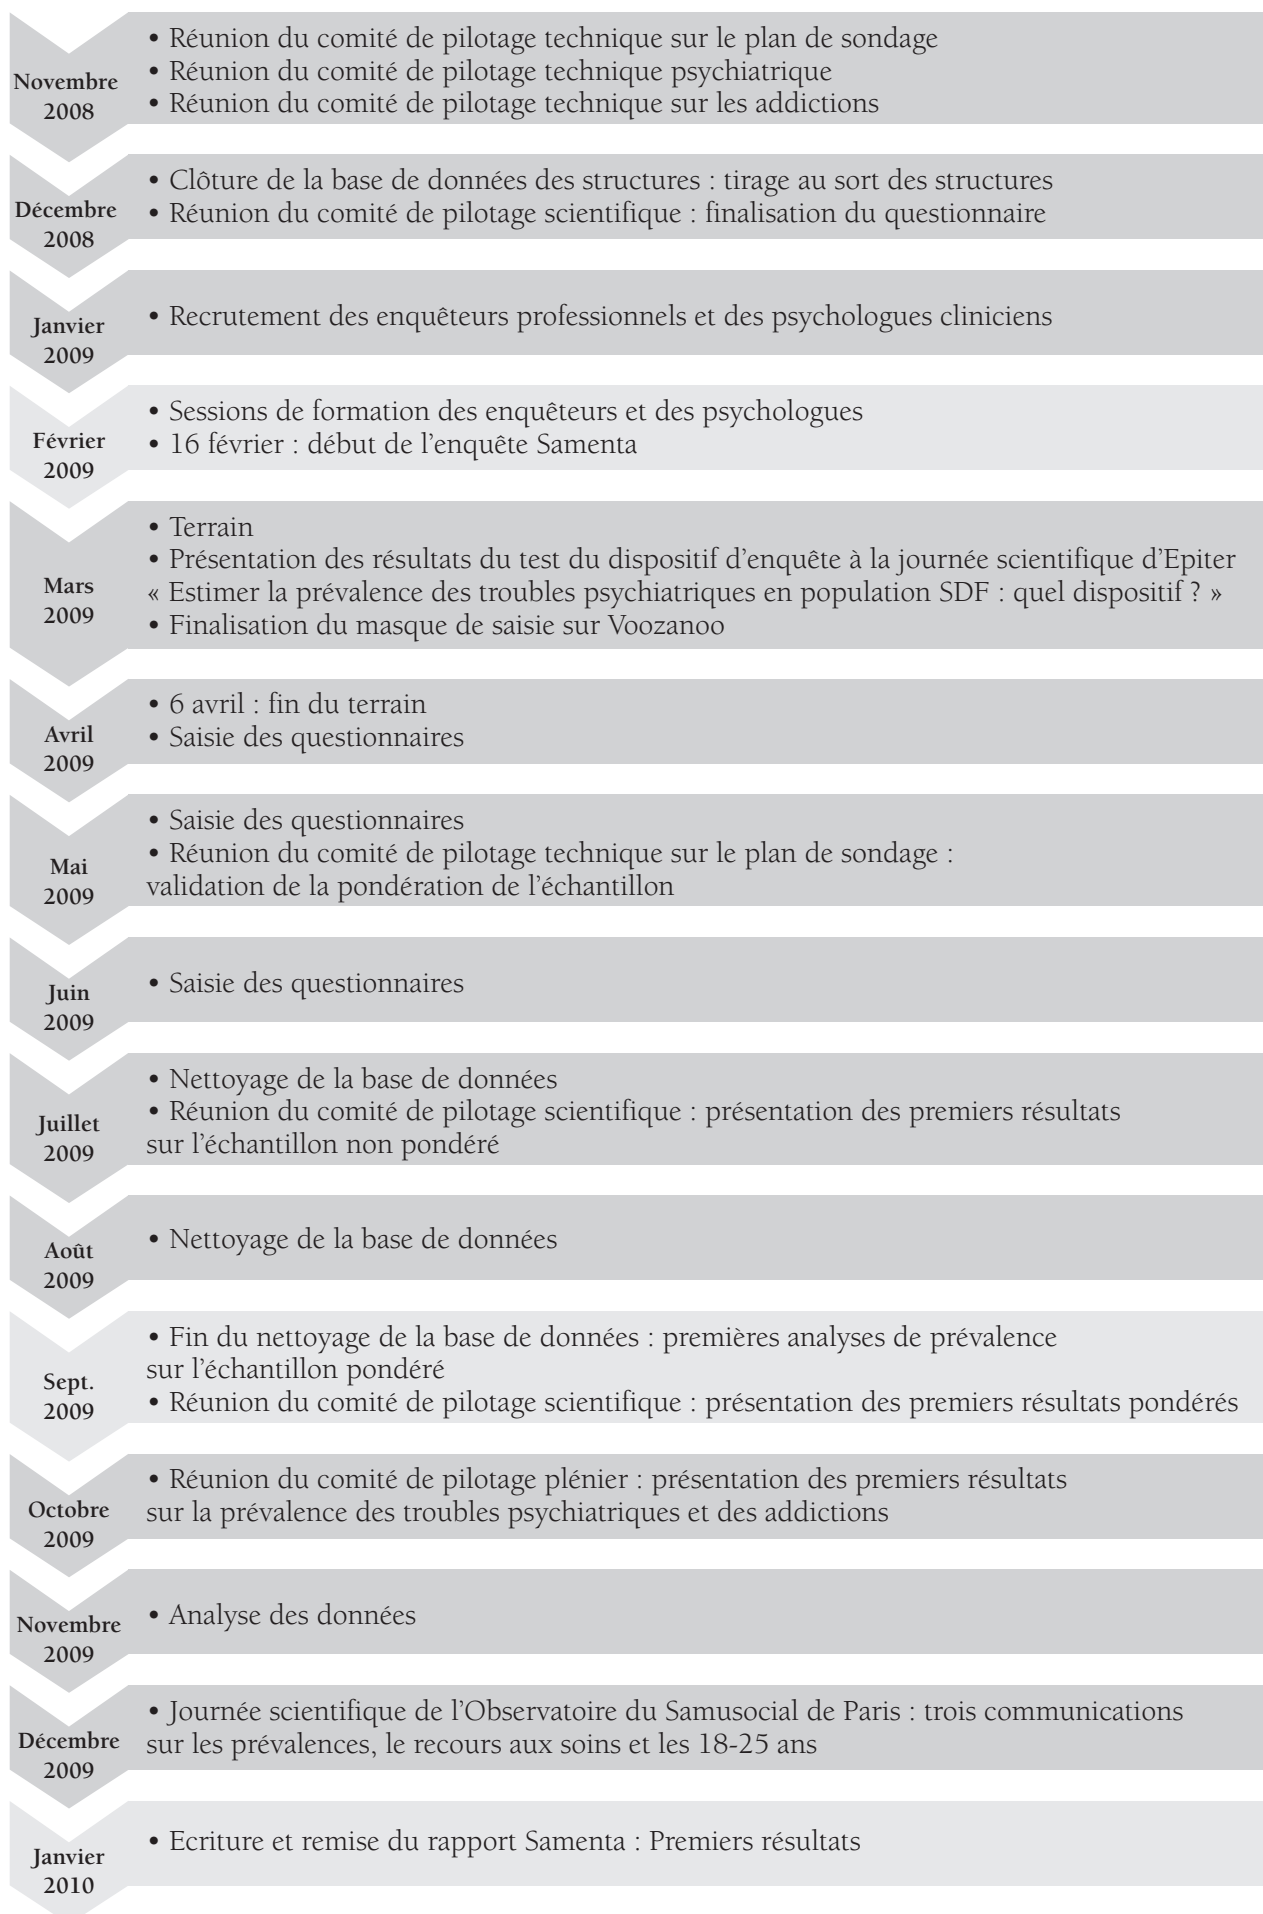 Novembre
2008
• Réunion du comité de pilotage technique sur le plan de sondage
• Réunion du comité de pilotage technique psychiatrique
• Réunion du comité de pilotage technique sur les addictions
Décembre
2008
• Clôture de la base de données des structures : tirage au sort des structures
• Réunion du comité de pilotage scientifique : finalisation du questionnaire
Janvier
2009
• Recrutement des enquêteurs professionnels et des psychologues cliniciens
Février
2009
• Sessions de formation des enquêteurs et des psychologues
• 16 février : début de l'enquête Samenta
Mars
2009
• Terrain
• Présentation des résultats du test du dispositif d'enquête à la journée scientifique d'Epiter
« Estimer la prévalence des troubles psychiatriques en population SDF : quel dispositif ? »
• Finalisation du masque de saisie sur Voozanoo
Avril
2009
• 6 avril : fin du terrain
• Saisie des questionnaires
Mai
2009
• Saisie des questionnaires
• Réunion du comité de pilotage technique sur le plan de sondage :
validation de la pondération de l'échantillon
Juin
2009
• Saisie des questionnaires
Juillet
2009
• Nettoyage de la base de données
• Réunion du comité de pilotage scientifique : présentation des premiers résultats
sur l'échantillon non pondéré
Août
2009
• Nettoyage de la base de données
Sept.
2009
• Fin du nettoyage de la base de données : premières analyses de prévalence
sur l'échantillon pondéré
• Réunion du comité de pilotage scientifique : présentation des premiers résultats pondérés
Octobre
2009
• Réunion du comité de pilotage plénier : présentation des premiers résultats
sur la prévalence des troubles psychiatriques et des addictions
Novembre
2009
• Analyse des données
Décembre
2009
• Journée scientifique de l'Observatoire du Samusocial de Paris : trois communications
sur les prévalences, le recours aux soins et les 18-25 ans
Janvier
2010
• Ecriture et remise du rapport Samenta : Premiers résultats